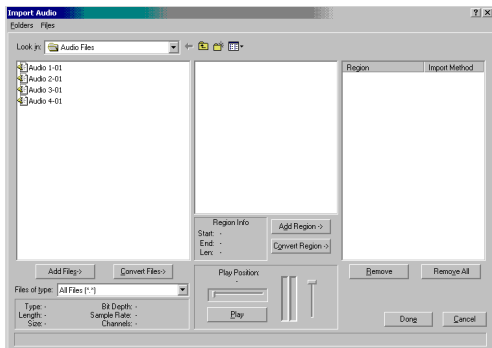 Import Audio
Folders Files
Look in: Audio Files
Audio 1-01
Audio 2-01
Audio 3-01
Audio 4-01
Region Import Method
Region Info
Start: -
End: -
Len: -
Add Region ->
Convert Region ->
Add Files->
Convert Files->
Files of type: All Files (*.*)
Type: - Bit Depth: -
Length: - Sample Rate: -
Size: - Channels: -
Play Position:
-
Play
Remove
Remove All
Done
Cancel